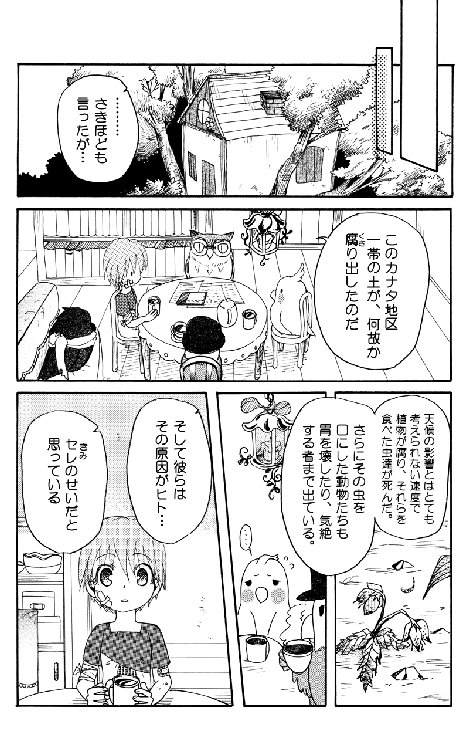 ………
さきほども
言ったが…
このカナタ地区
一帯の土が、何故か
腐り出したのだ
くさ
天候の影響とはとても
考えられない速度で
植物が腐り、それらを
食べた虫達が死んだ。
さらにその虫を
口にした動物たちも
胃を壊したり、気絶
する者まで出ている。
…
そして彼らは
その原因がヒト…
セレのせいだと
きみ
思っている